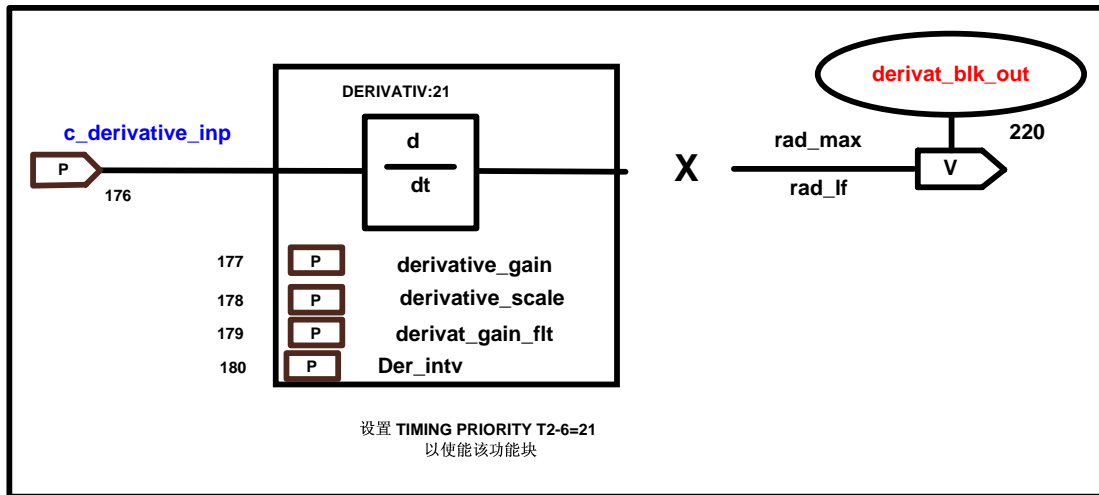 derivat_blk_out
DERIVATIV:21
c_derivative_inp
220
d
dt
rad_max
P
X
V
176
rad_lf
177 P derivative_gain
178 P derivative_scale
179 P derivat_gain_flt
180 P Der_intv
设置 TIMING PRIORITY T2-6=21
以使能该功能块